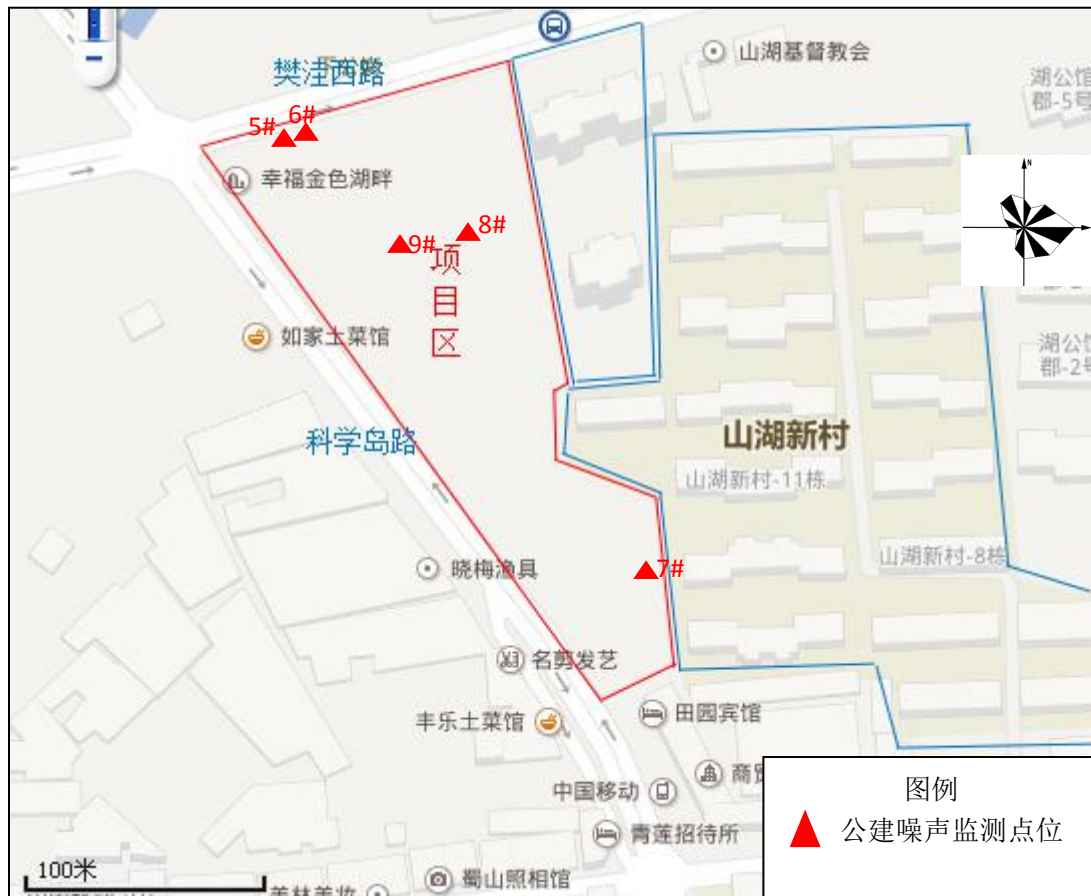 樊洼西路
山湖基督教会
湖公馆
郡-5号
5#
6#
幸福金色湖畔
N
8#
9#
项
目
区
如家土菜馆
湖公馆
郡-2号
科学岛路
山湖新村
山湖新村-11栋
山湖新村-8栋
晓梅渔具
7#
名剪发艺
丰乐土菜馆
田园宾馆
中国移动
青莲招待所
100米
蜀山照相馆
美林美妆
图例
公建噪声监测点位